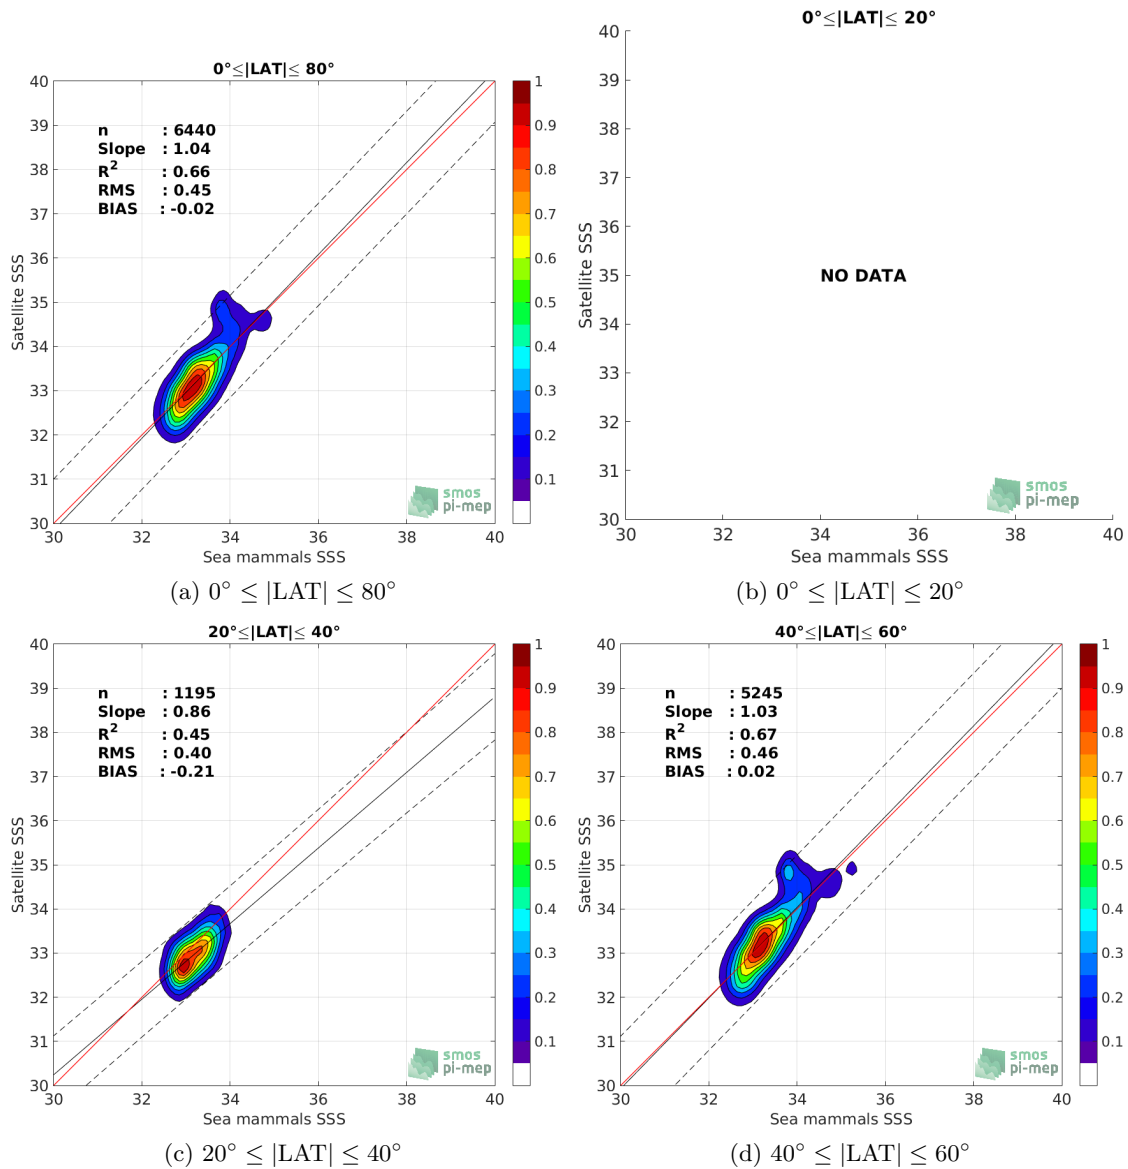 0°≤|LAT|≤ 80°
40
39
38
37
36
35
34
33
32
31
30
Satellite SSS
n : 6440
Slope : 1.04
R2 : 0.66
RMS : 0.45
BIAS : -0.02
smos
pi-mep
30 32 34 36 38 40
Sea mammals SSS
1
0.9
0.8
0.7
0.6
0.5
0.4
0.3
0.2
0.1
(a) 0° ≤ |LAT| ≤ 80°
0°≤|LAT|≤ 20°
40
39
38
37
36
35
34
33
32
31
30
Satellite SSS
NO DATA
smos
pi-mep
30 32 34 36 38 40
Sea mammals SSS
(b) 0° ≤ |LAT| ≤ 20°
20°≤|LAT|≤ 40°
40
39
38
37
36
35
34
33
32
31
30
Satellite SSS
n : 1195
Slope : 0.86
R2 : 0.45
RMS : 0.40
BIAS : -0.21
smos
pi-mep
30 32 34 36 38 40
Sea mammals SSS
1
0.9
0.8
0.7
0.6
0.5
0.4
0.3
0.2
0.1
(c) 20° ≤ |LAT| ≤ 40°
40°≤|LAT|≤ 60°
40
39
38
37
36
35
34
33
32
31
30
Satellite SSS
n : 5245
Slope : 1.03
R2 : 0.67
RMS : 0.46
BIAS : 0.02
smos
pi-mep
30 32 34 36 38 40
Sea mammals SSS
1
0.9
0.8
0.7
0.6
0.5
0.4
0.3
0.2
0.1
(d) 40° ≤ |LAT| ≤ 60°